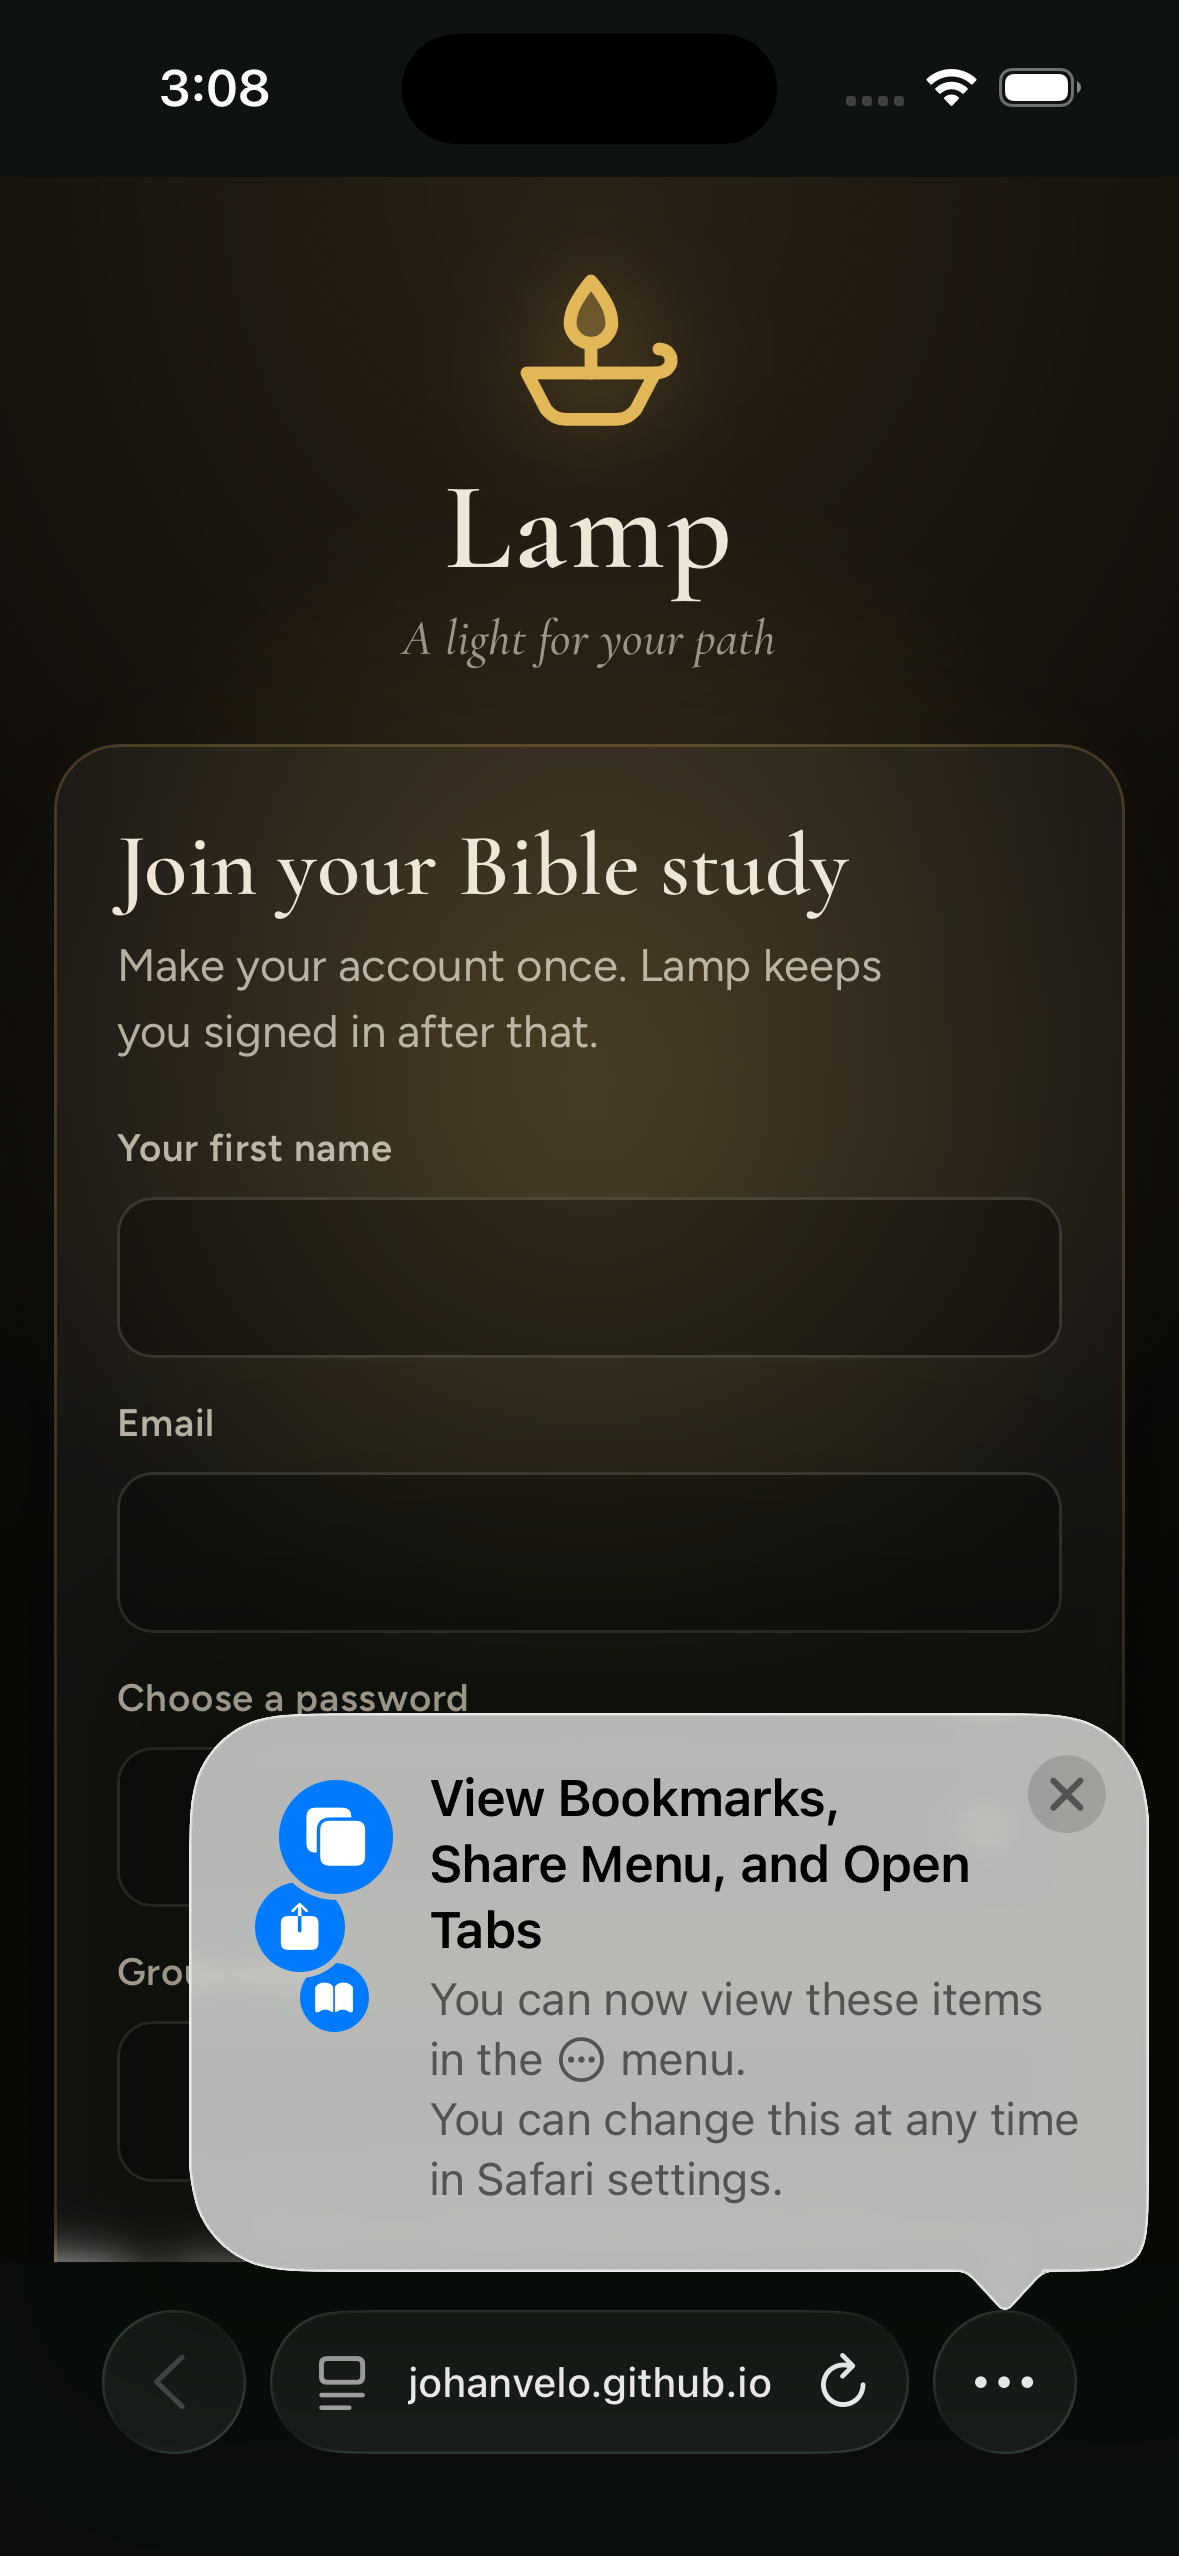 3:08
Lamp
A light for your path
Join your Bible study
Make your account once. Lamp keeps
you signed in after that.
Your first name
Email
Choose a password
View Bookmarks,
Share Menu, and Open
Tabs
You can now view these items
in the menu.
You can change this at any time
in Safari settings.
johanvelo.github.io